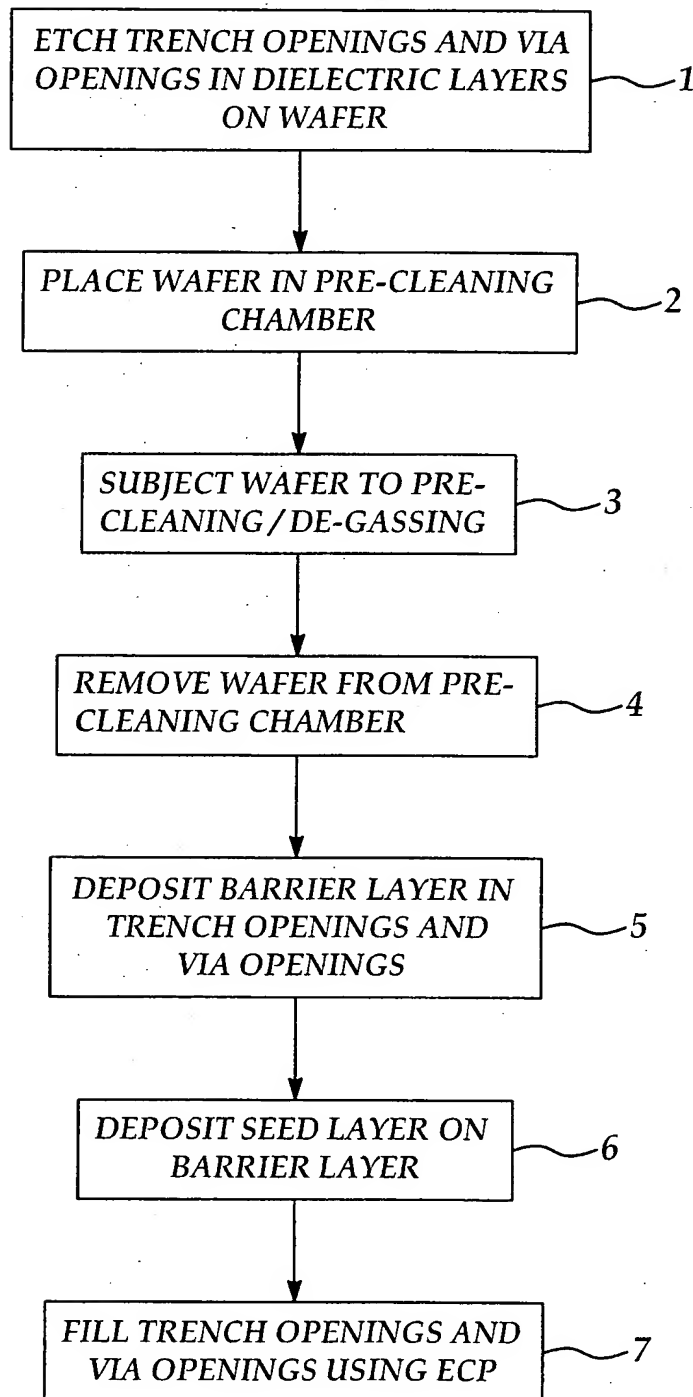 ETCH TRENCH OPENINGS AND VIA
OPENINGS IN DIELECTRIC LAYERS
ON WAFER
1
PLACE WAFER IN PRE-CLEANING
CHAMBER
2
SUBJECT WAFER TO PRE-
CLEANING/DE-GASSING
3
REMOVE WAFER FROM PRE-
CLEANING CHAMBER
4
DEPOSIT BARRIER LAYER IN
TRENCH OPENINGS AND
VIA OPENINGS
5
DEPOSIT SEED LAYER ON
BARRIER LAYER
6
FILL TRENCH OPENINGS AND
VIA OPENINGS USING ECP
7